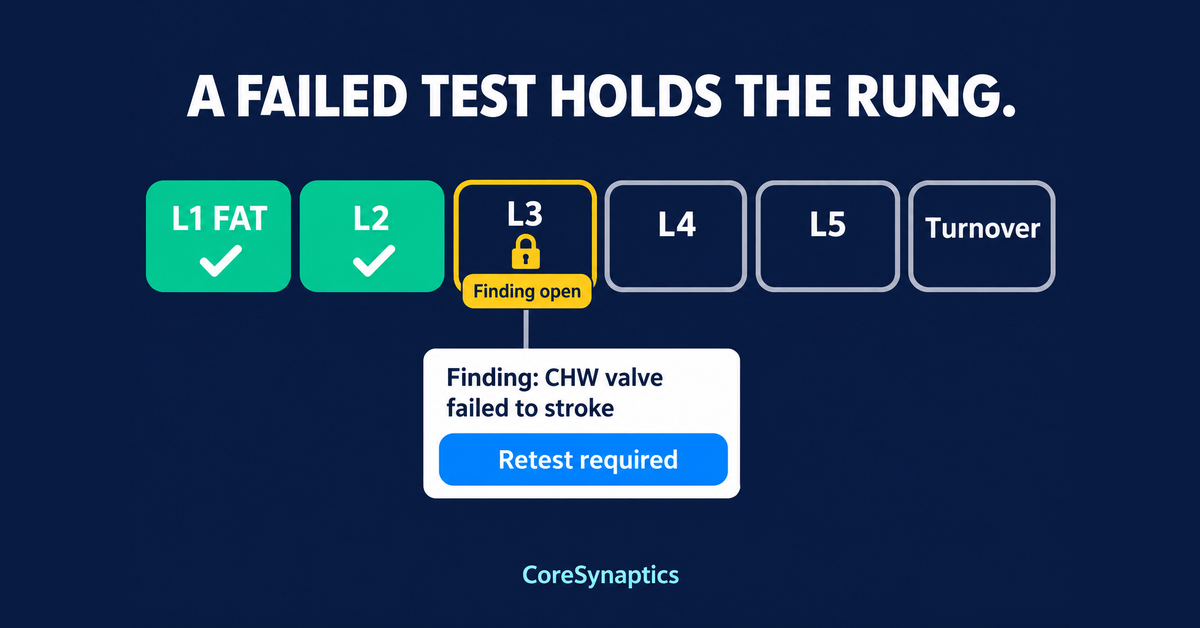 A FAILED TEST HOLDS THE RUNG.
L1 FAT
L2
L3
L4
L5
Turnover
Finding open
Finding: CHW valve
failed to stroke
Retest required
CoreSynaptics